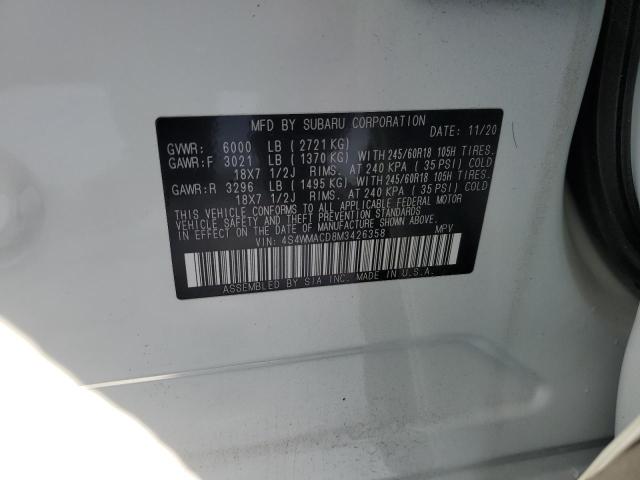 MFD BY SUBARU CORPORATION
DATE: 11/20
GVWR: 6000 LB ( 2721 KG)
GAWR:F 3021 LB ( 1370 KG) WITH 245/60R18 105H TIRES.
18X7 1/2J RIMS. AT 240 KPA ( 35 PSI) COLD
GAWR:R 3296 LB ( 1495 KG) WITH 245/60R18 105H TIRES.
18X7 1/2J RIMS. AT 240 KPA ( 35 PSI) COLD
THIS VEHICLE CONFORMS TO ALL APPLICABLE FEDERAL MOTOR
VEHICLE SAFETY AND THEFT PREVENTION STANDARDS
IN EFFECT ON THE DATE OF MANUFACTURE SHOWN ABOVE.
VIN: 4S4WMACD8M3426358 MPV
ASSEMBLED BY SIA INC. MADE IN U.S.A.